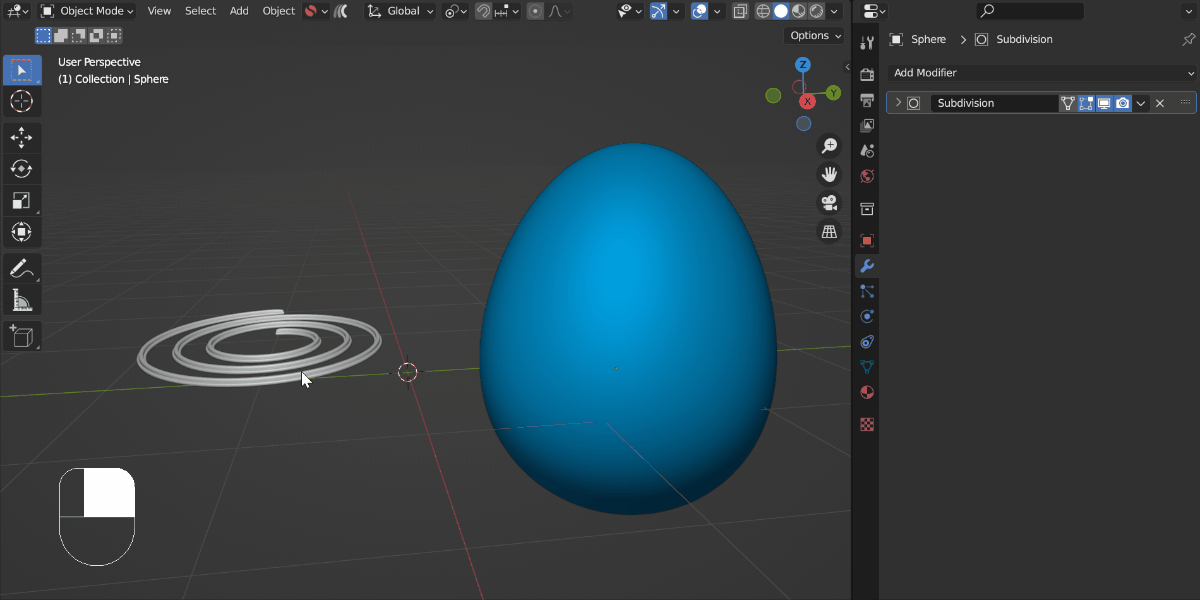 Object Mode View Select Add Object Global
Options
User Perspective
(1) Collection | Sphere
Z
Y
X
Sphere Subdivision
Add Modifier
Subdivision